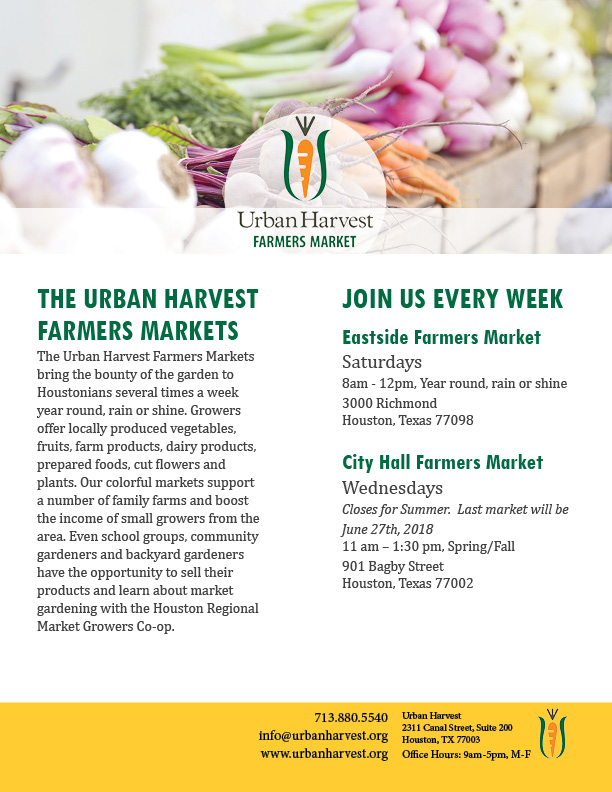 Urban Harvest
FARMERS MARKET
THE URBAN HARVEST
FARMERS MARKETS
The Urban Harvest Farmers Markets
bring the bounty of the garden to
Houstonians several times a week
year round, rain or shine. Growers
offer locally produced vegetables,
fruits, farm products, dairy products,
prepared foods, cut flowers and
plants. Our colorful markets support
a number of family farms and boost
the income of small growers from the
area. Even school groups, community
gardeners and backyard gardeners
have the opportunity to sell their
products and learn about market
gardening with the Houston Regional
Market Growers Co-op.
JOIN US EVERY WEEK
Eastside Farmers Market
Saturdays
8am - 12pm, Year round, rain or shine
3000 Richmond
Houston, Texas 77098
City Hall Farmers Market
Wednesdays
Closes for Summer.  Last market will be
June 27th, 2018
11 am – 1:30 pm, Spring/Fall
901 Bagby Street
Houston, Texas 77002
713.880.5540
info@urbanharvest.org
www.urbanharvest.org
Urban Harvest
2311 Canal Street, Suite 200
Houston, TX 77003
Office Hours: 9am-5pm, M-F